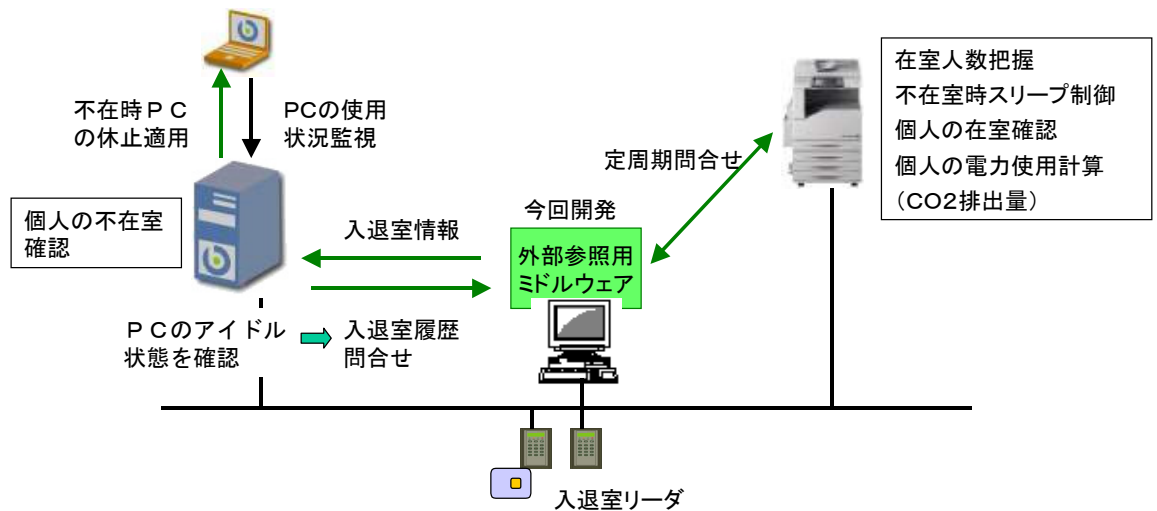 在室人数把握
不在室時スリープ制御
個人の在室確認
個人の電力使用計算
（CO2排出量）
不在時ＰＣ
の休止適用
PCの使用
状況監視
定周期問合せ
今回開発
個人の不在室
確認
入退室情報
外部参照用
ミドルウェア
ＰＣのアイドル
状態を確認
入退室履歴
問合せ
入退室リーダ